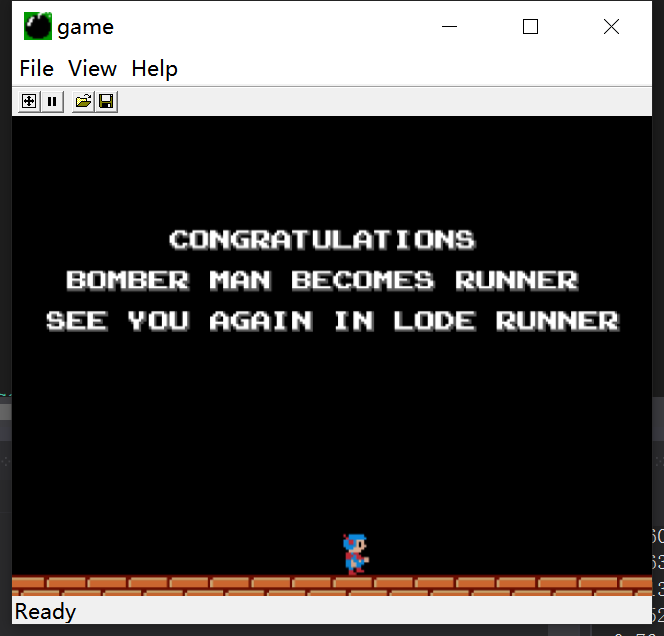 game
File View Help
CONGRATULATIONS
BOMBER MAN BECOMES RUNNER
SEE YOU AGAIN IN LODE RUNNER
Ready